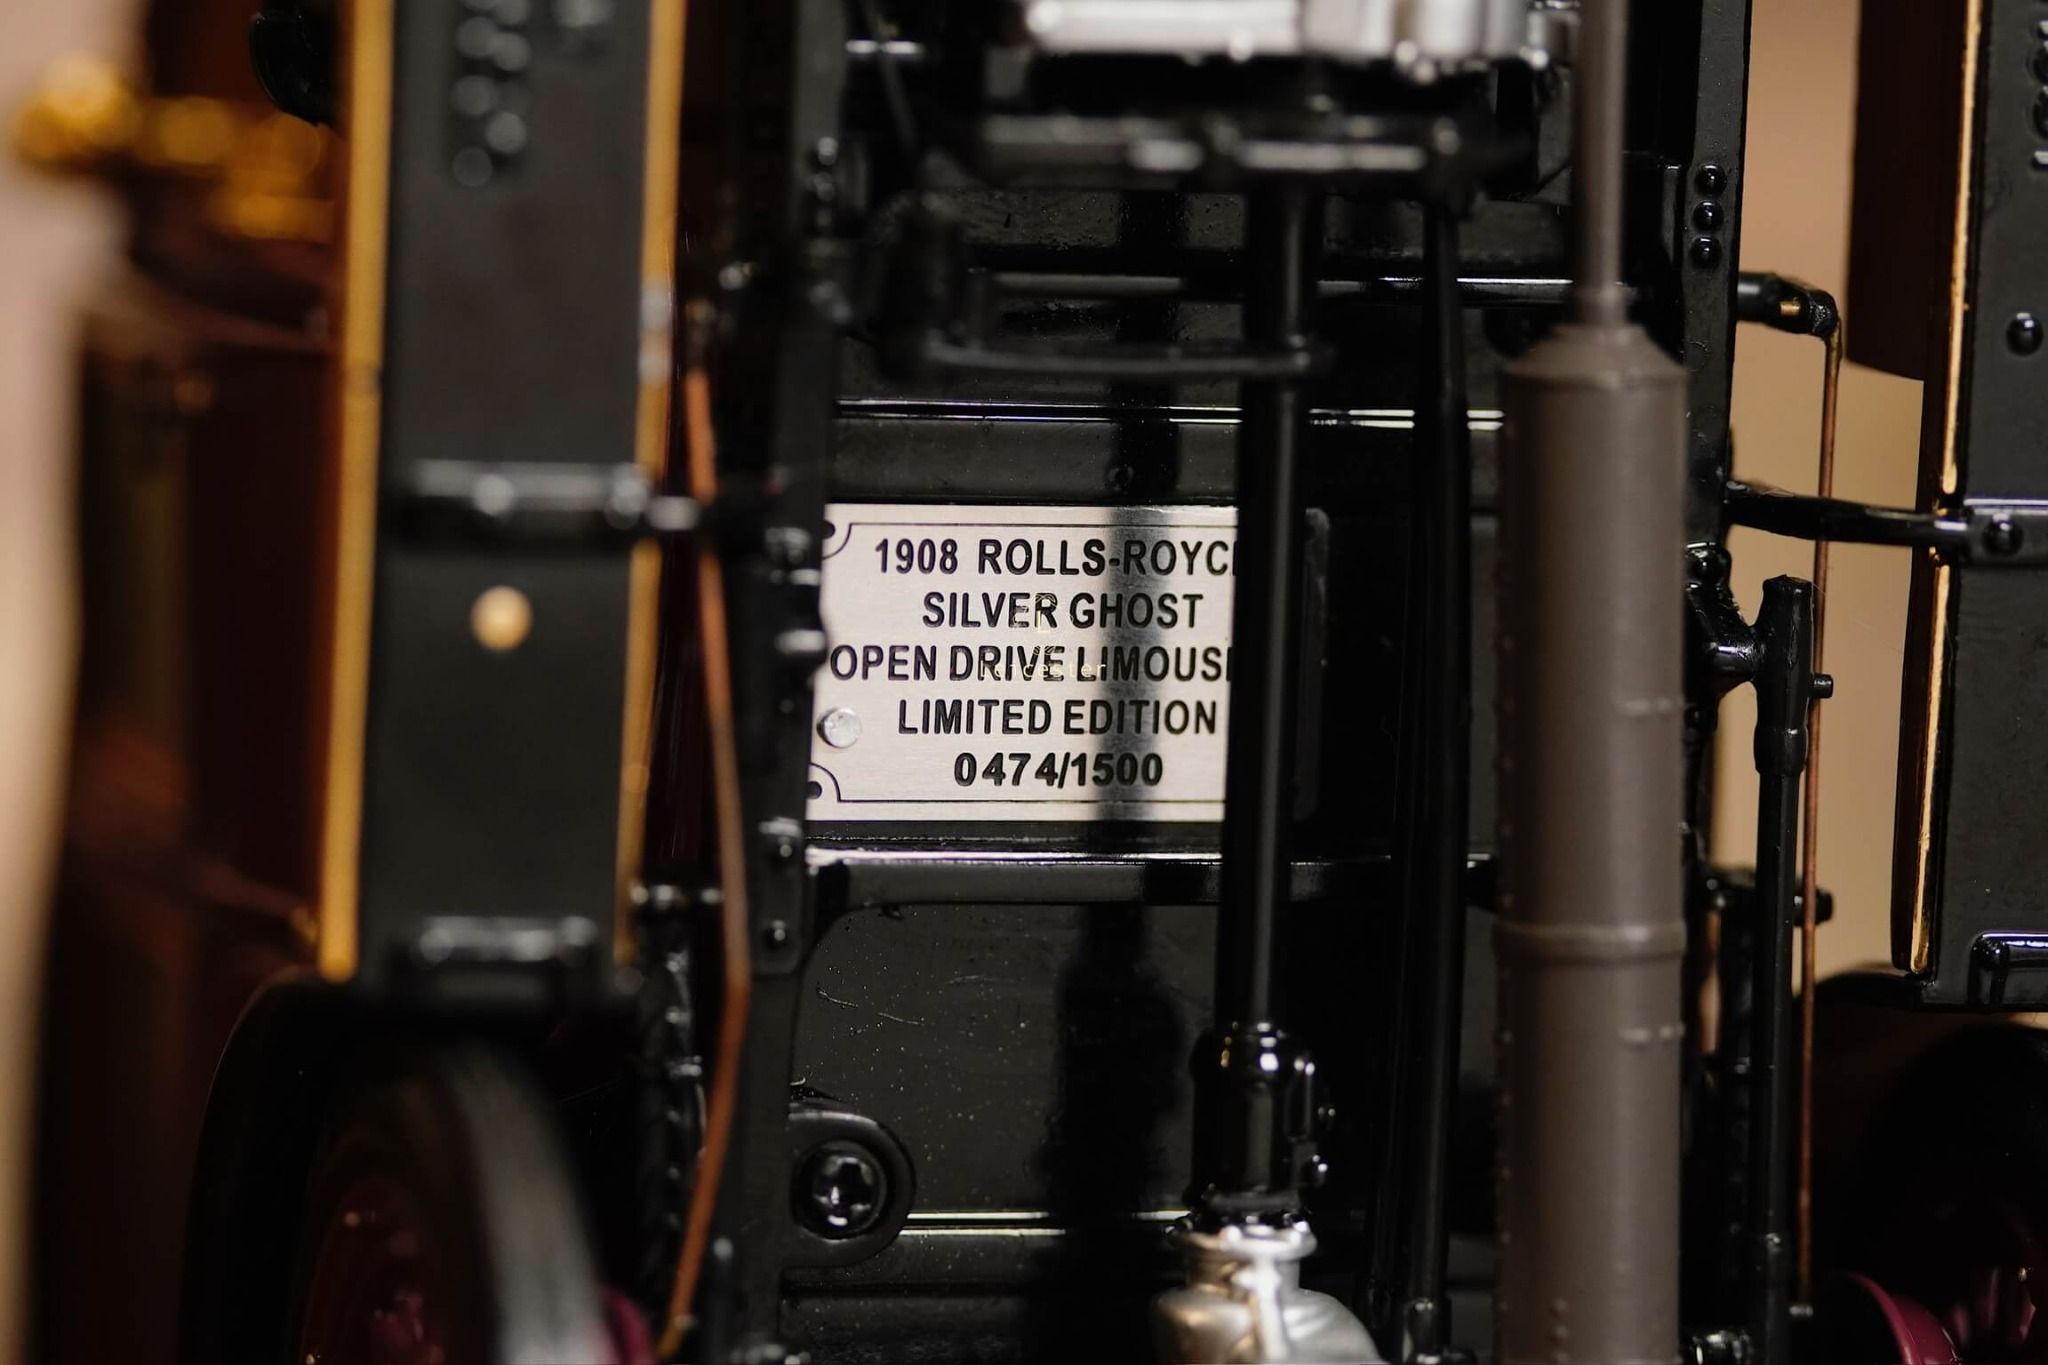 1908 ROLLS-ROYC
SILVER GHOST
OPEN DRIVE LIMOUS
LIMITED EDITION
0474/1500